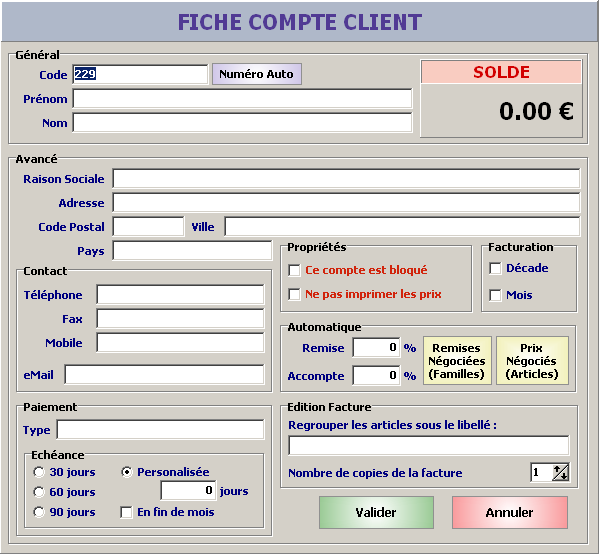 FICHE COMPTE CLIENT
Général
Code 229 Numéro Auto
SOLDE
Prénom
0.00 €
Nom
Avancé
Raison Sociale
Adresse
Code Postal Ville
Pays
Propriétés
Ce compte est bloqué
Ne pas imprimer les prix
Facturation
Décade
Mois
Contact
Téléphone
Fax
Mobile
eMail
Automatique
Remise 0 %
Accompte 0 %
Remises
Négociées
(Familles)
Prix
Négociés
(Articles)
Paiement
Type
Echéance
30 jours Personalisée
60 jours 0 jours
90 jours En fin de mois
Edition Facture
Regrouper les articles sous le libellé :
Nombre de copies de la facture 1
Valider Annuler